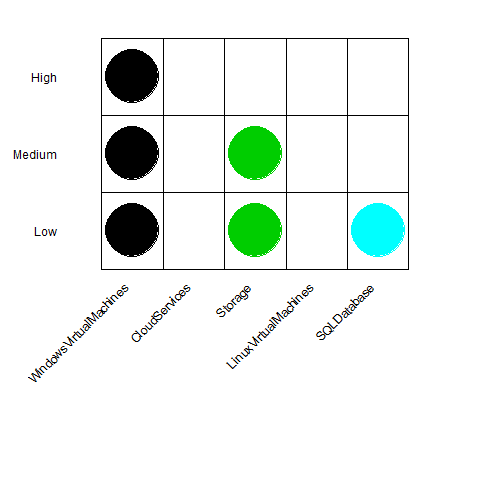 High
Medium
Low
WindowsVirtualMachines
CloudServices
Storage
LinuxVirtualMachines
SQLDatabase